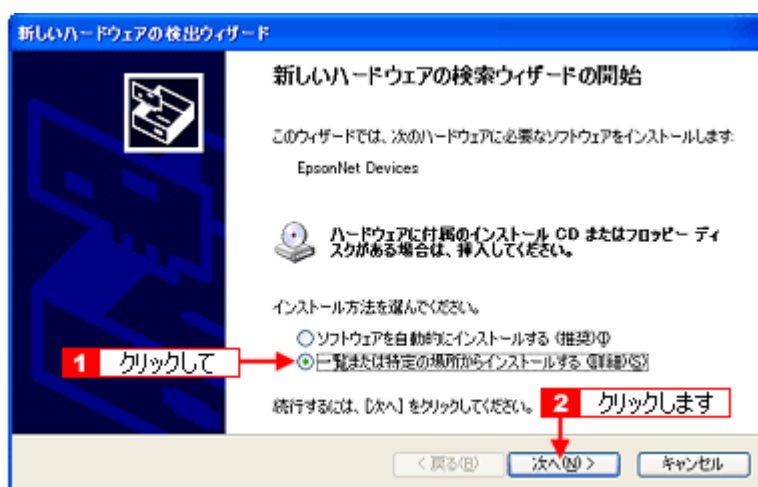 新しいハードウェアの検出ウィザード
新しいハードウェアの検索ウィザードの開始
このウィザードでは、次のハードウェアに必要なソフトウェアをインストールします:
EpsonNet Devices
ハードウェアに付属のインストール CD またはフロッピー ディ
スクがある場合は、挿入してください。
インストール方法を選んでください。
ソフトウェアを自動的にインストールする (推奨)(I)
1 クリックして
一覧または特定の場所からインストールする (詳細)(S)
続行するには、[次へ] をクリックしてください。
2 クリックします
< 戻る(B)
次へ(N) >
キャンセル